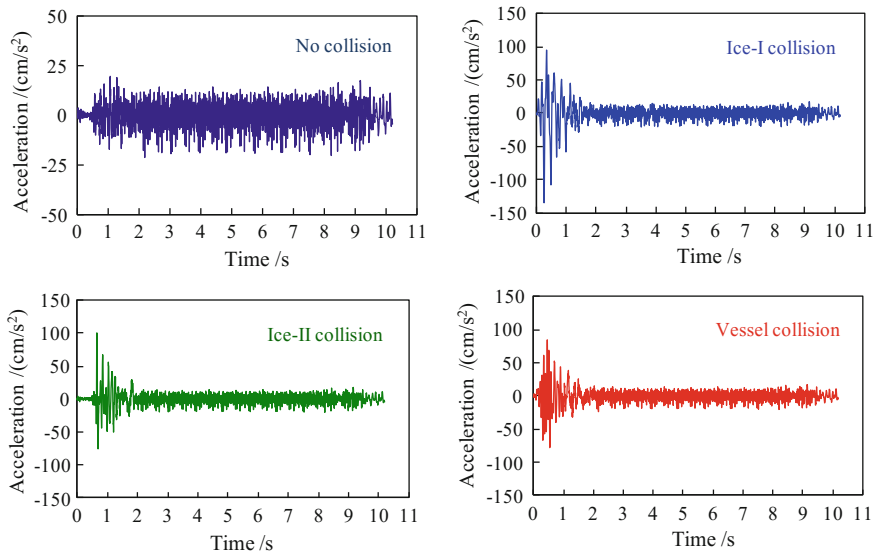 No collision
Acceleration /(cm/s²)
50
25
0
-25
-50
0 1 2 3 4 5 6 7 8 9 10 11
Time /s
Ice-I collision
Acceleration /(cm/s²)
150
100
50
0
-50
-100
-150
0 1 2 3 4 5 6 7 8 9 10 11
Time /s
Ice-II collision
Acceleration /(cm/s²)
150
100
50
0
-50
-100
-150
0 1 2 3 4 5 6 7 8 9 10 11
Time /s
Vessel collision
Acceleration /(cm/s²)
150
100
50
0
-50
-100
-150
0 1 2 3 4 5 6 7 8 9 10 11
Time /s